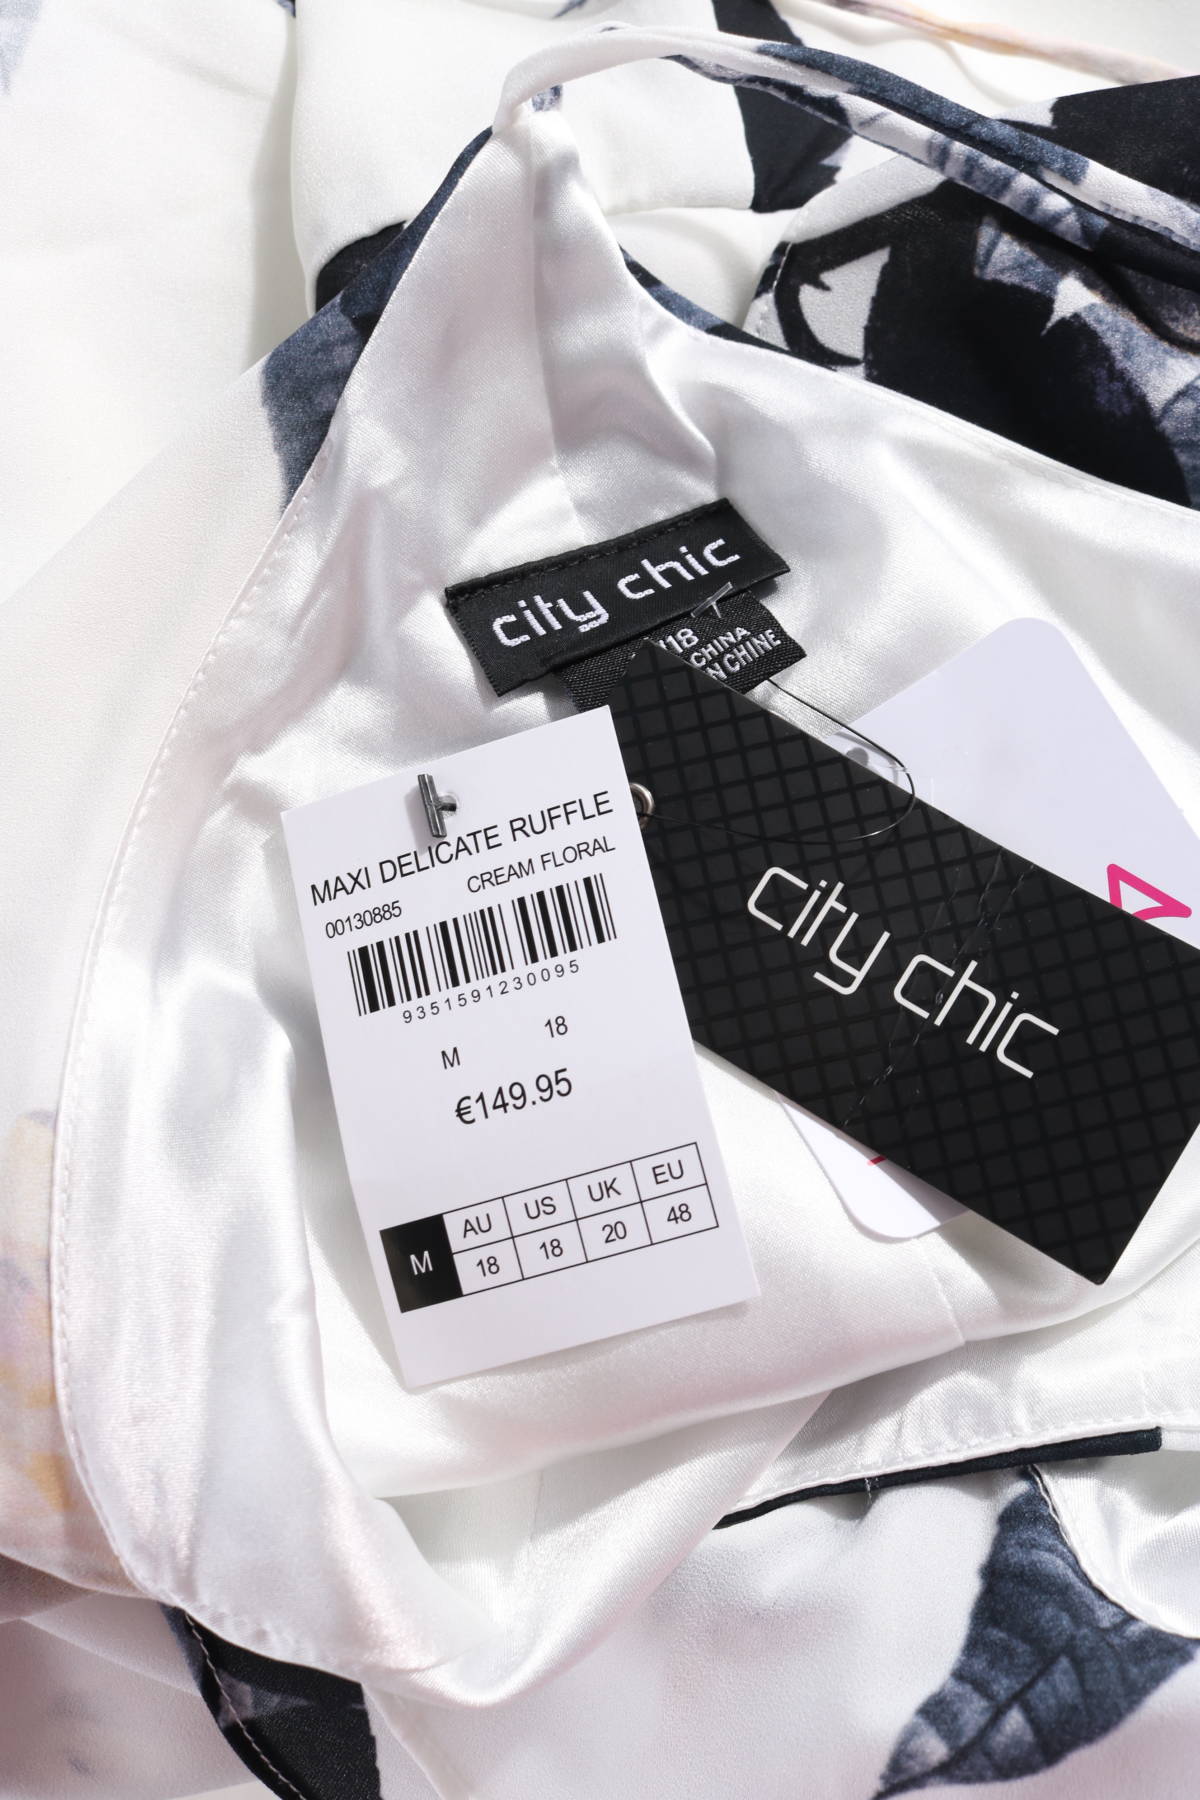 city chic
/18
CHINA
N CHINE
MAXI DELICATE RUFFLE
CREAM FLORAL
00130885
9351591230095
M 18
€149.95
M AU US UK EU
18 18 20 48
city chic